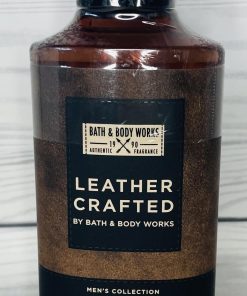 BATH & BODY WORKS
19 90
AUTHENTIC FRAGRANCE
LEATHER
CRAFTED
BY BATH & BODY WORKS
MEN'S COLLECTION